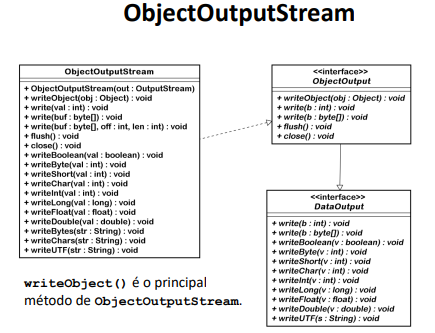 ObjectOutputStream
ObjectOutputStream
+ ObjectOutputStream(out : OutputStream)
+ writeObject(obj : Object) : void
+ write(val : int) : void
+ write(buf : byte[]) : void
+ write(buf : byte[], off : int, len : int) : void
+ flush() : void
+ close() : void
+ writeBoolean(val : boolean) : void
+ writeByte(val : int) : void
+ writeShort(val : int) : void
+ writeChar(val : int) : void
+ writeInt(val : int) : void
+ writeLong(val : long) : void
+ writeFloat(val : float) : void
+ writeDouble(val : double) : void
+ writeBytes(str : String) : void
+ writeChars(str : String) : void
+ writeUTF(str : String) : void
<<interface>>
ObjectOutput
+ writeObject(obj : Object) : void
+ write(b : int) : void
+ write(b : byte[]) : void
+ flush() : void
+ close() : void
<<interface>>
DataOutput
+ write(b : int) : void
+ write(b : byte[]) : void
+ writeBoolean(v : boolean) : void
+ writeByte(v : int) : void
+ writeShort(v : int) : void
+ writeChar(v : int) : void
+ writeInt(v : int) : void
+ writeLong(v : long) : void
+ writeFloat(v : float) : void
+ writeDouble(v : double) : void
+ writeUTF(s : String) : void
writeObject() é o principal
método de ObjectOutputStream.